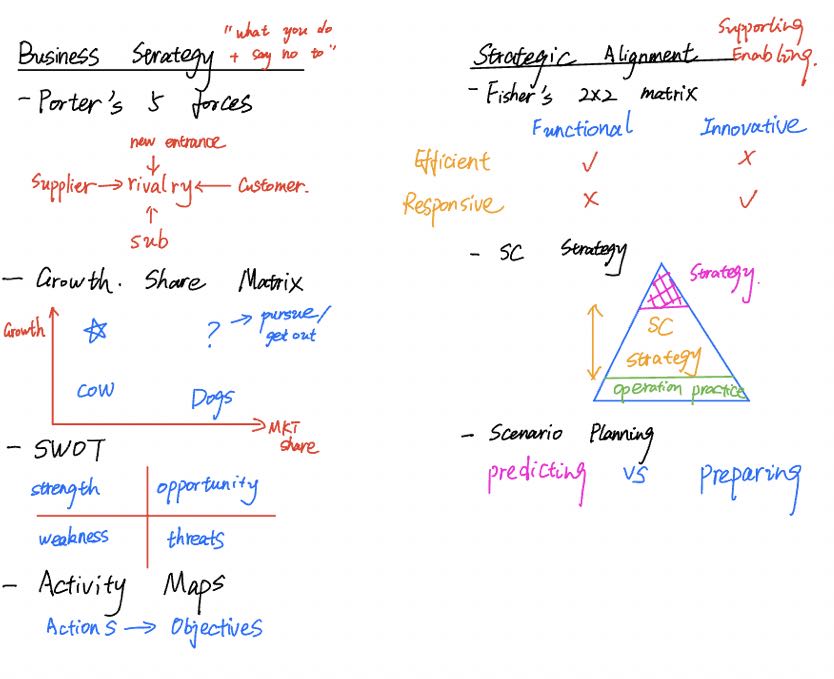 Business Strategy
"what you do
+ say no to"
- Porter's 5 forces
new entrance
Supplier → rivalry ← Customer.
sub
- Growth. Share Matrix
Growth
☆ ? → pursue/
get out
cow Dogs
MKT
share
- SWOT
strength opportunity
weakness threats
- Activity Maps
Actions → Objectives
Strategic Alignment
Supporting
Enabling.
- Fisher's 2x2 matrix
Functional Innovative
Efficient ✓ ×
Responsive × ✓
- SC Strategy
Strategy.
SC
strategy
operation practice
- Scenario Planning
predicting vs preparing